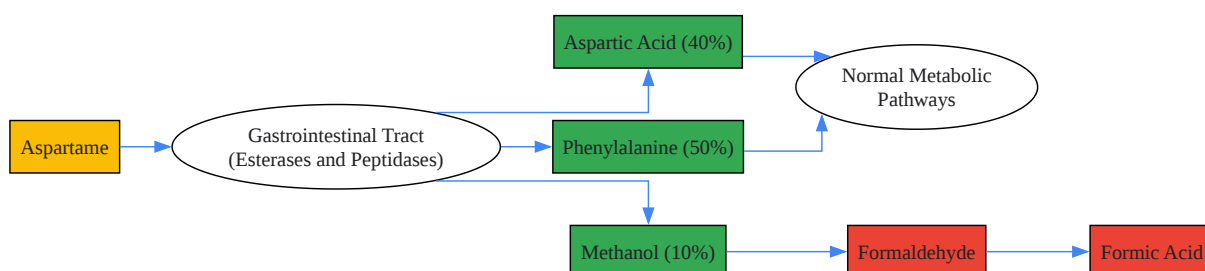 Aspartic Acid (40%)
Normal Metabolic
Pathways
Gastrointestinal Tract
(Esterases and Peptidases)
Aspartame
Phenylalanine (50%)
Methanol (10%)
Formaldehyde
Formic Acid